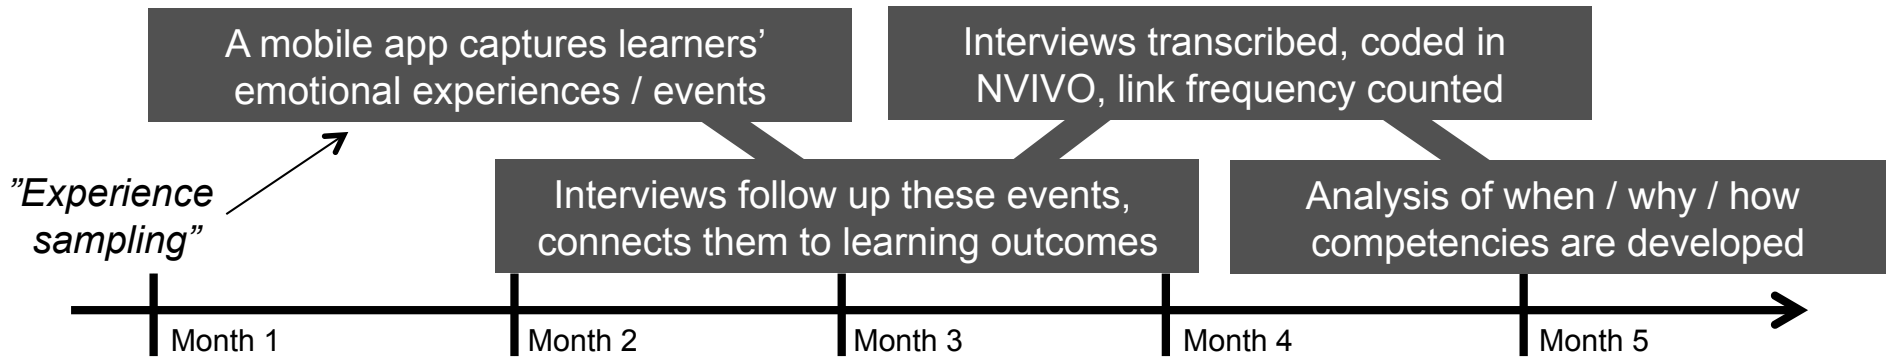 A mobile app captures learners’
emotional experiences / events
Interviews transcribed, coded in
NVIVO, link frequency counted
”Experience
sampling”
Interviews follow up these events,
connects them to learning outcomes
Analysis of when / why / how
competencies are developed
Month 1
Month 2
Month 3
Month 4
Month 5